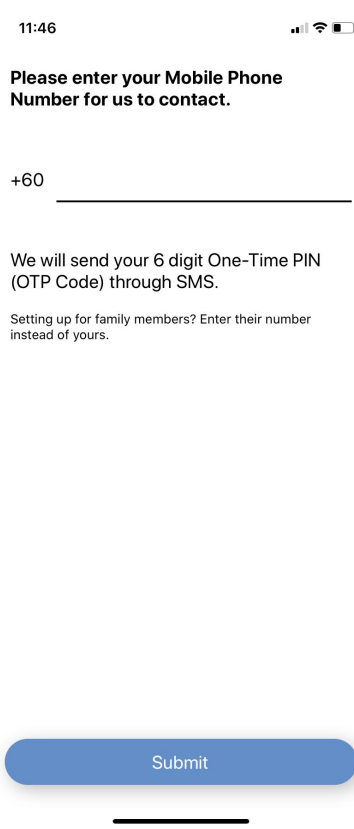 11:46
Please enter your Mobile Phone
Number for us to contact.
+60
We will send your 6 digit One-Time PIN
(OTP Code) through SMS.
Setting up for family members? Enter their number
instead of yours.
Submit